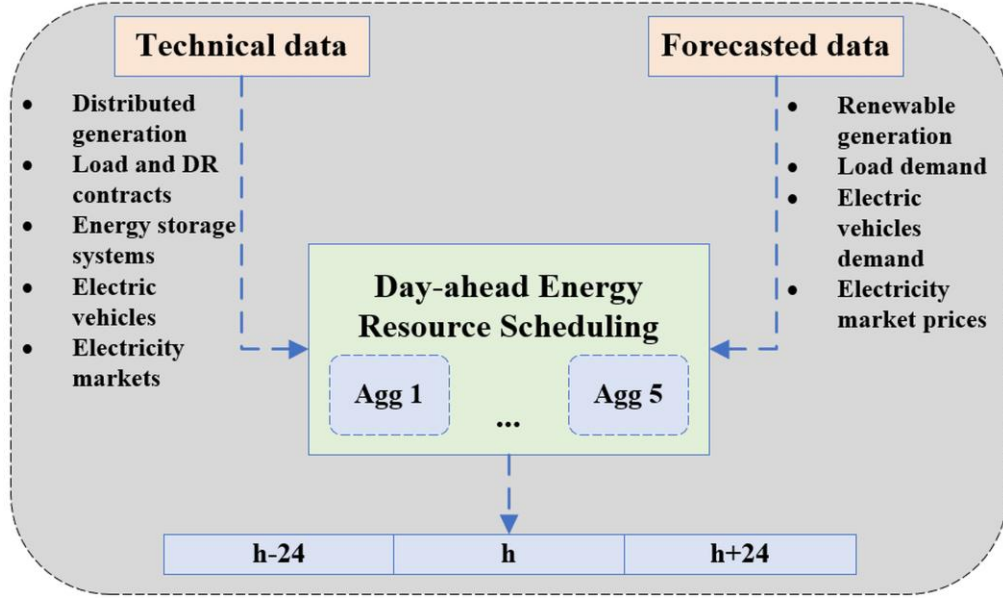 Technical data
Forecasted data
• Distributed
generation
• Load and DR
contracts
• Energy storage
systems
• Electric
vehicles
• Electricity
markets
• Renewable
generation
• Load demand
• Electric
vehicles
demand
• Electricity
market prices
Day-ahead Energy
Resource Scheduling
Agg 1
...
Agg 5
h-24
h
h+24